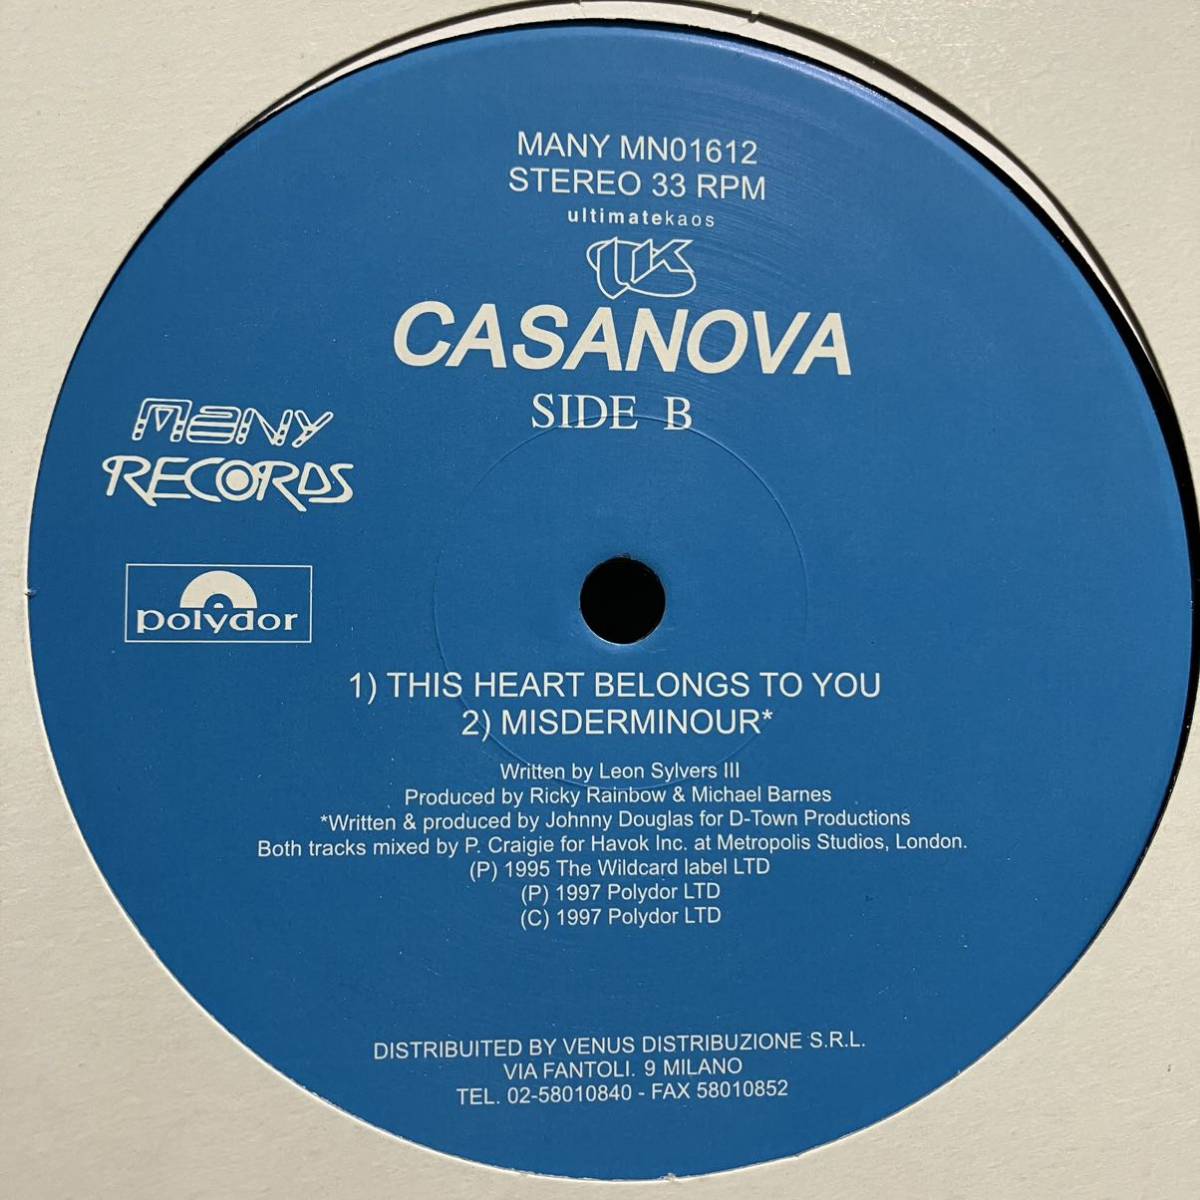 MANY MN01612
STEREO 33 RPM
ultimatekaos
UK
CASANOVA
SIDE B
MANY
RECORDS
polydor
1) THIS HEART BELONGS TO YOU
2) MISDERMINOUR*
Written by Leon Sylvers III
Produced by Ricky Rainbow & Michael Barnes
*Written & produced by Johnny Douglas for D-Town Productions
Both tracks mixed by P. Craigie for Havok Inc. at Metropolis Studios, London.
(P) 1995 The Wildcard label LTD
(P) 1997 Polydor LTD
(C) 1997 Polydor LTD
DISTRIBUITED BY VENUS DISTRIBUZIONE S.R.L.
VIA FANTOLI. 9 MILANO
TEL. 02-58010840 - FAX 58010852